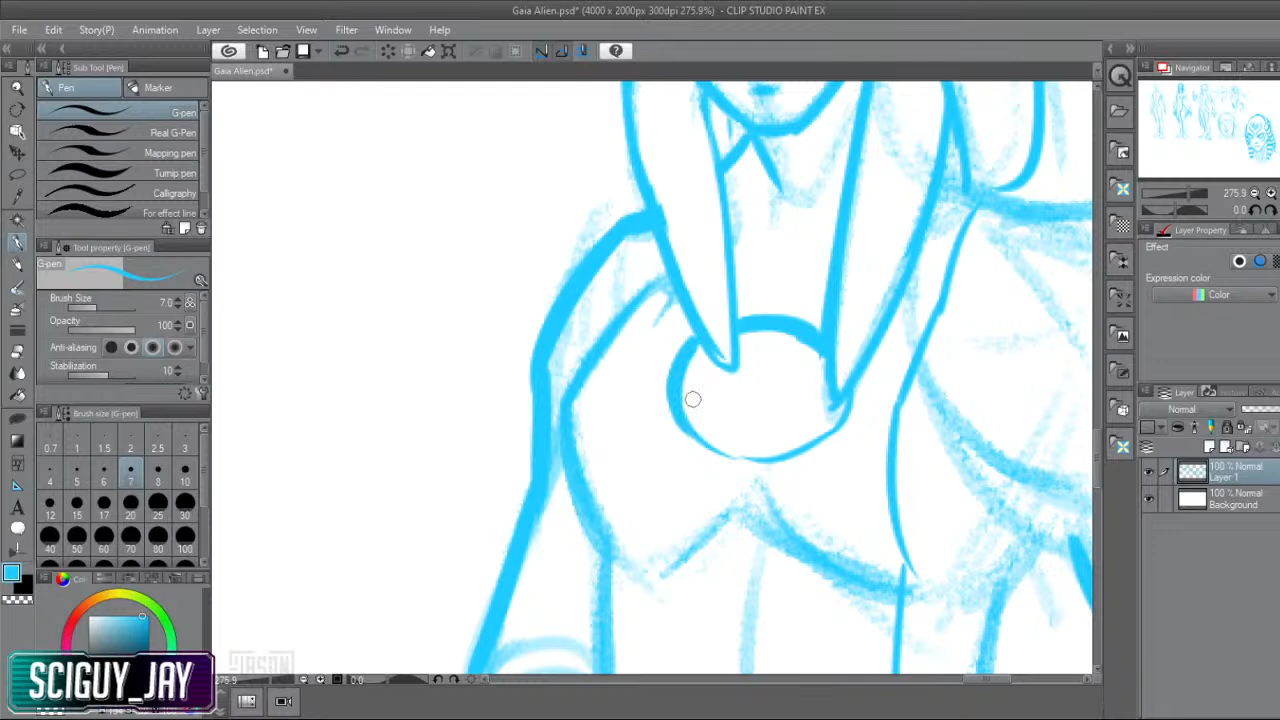 Gaia Alien.psd* (4000 x 2000px 300dpi 275.9%) - CLIP STUDIO PAINT EX
File Edit Story(P) Animation Layer Selection View Filter Window Help
Gaia Alien.psd*
Sub Tool [Pen]
Pen Marker
G-pen
Real G-Pen
Mapping pen
Turnip pen
Calligraphy
For effect line
Tool property [G-pen]
G-pen
Brush Size 7.0
Opacity 100
Anti-aliasing
Stabilization 10
Brush size [G-pen]
0.7 1 1.5 2 2.5 3
4 5 6 7 8 10
12 15 17 20 25 30
40 50 60 70 80 100
Navigator
275.9
0.0
Layer Property
Effect
Expression color
Color
Layer
Normal
100
100 % Normal
Layer 1
100 % Normal
Background
275.9 0.0
SCIGUY_JAY